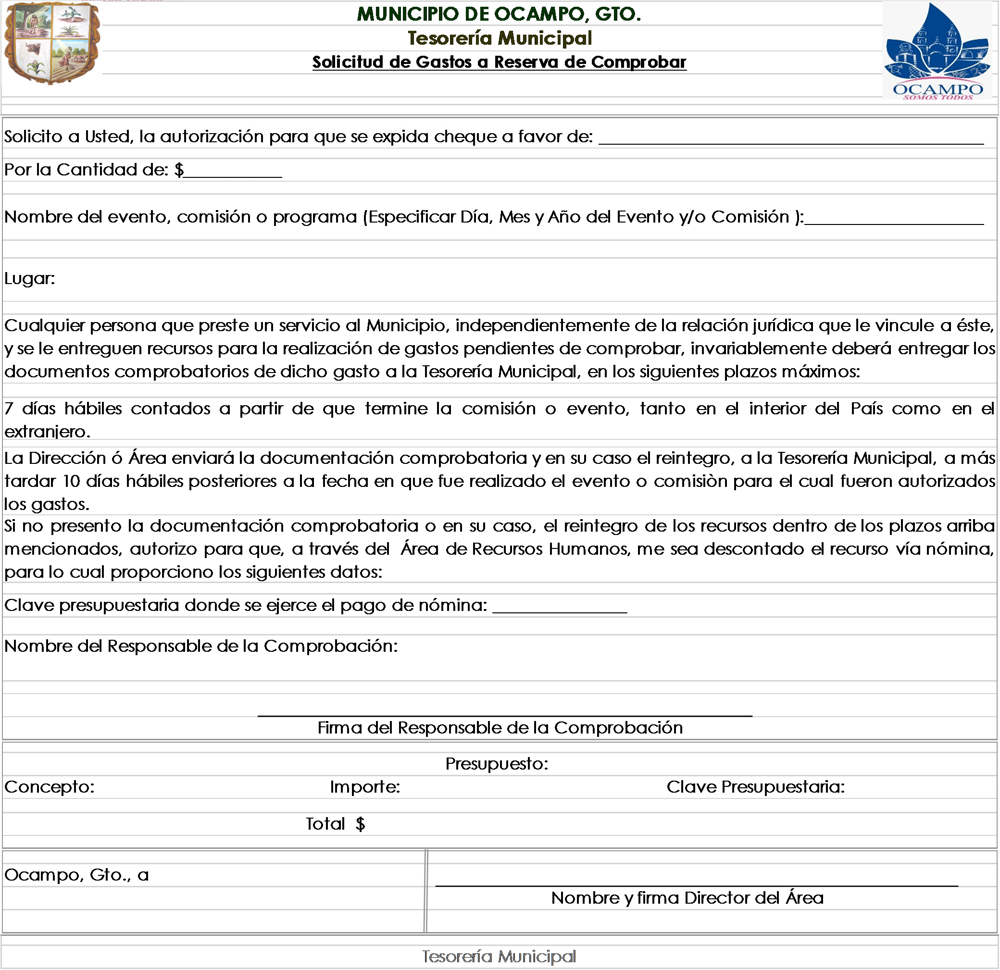 MUNICIPIO DE OCAMPO, GTO.
Tesorería Municipal
Solicitud de Gastos a Reserva de Comprobar
OCAMPO
SOMOS TODOS
Solicito a Usted, la autorización para que se expida cheque a favor de: ____________________
Por la Cantidad de: $__________
Nombre del evento, comisión o programa (Especificar Día, Mes y Año del Evento y/o Comisión ):____________________
Lugar:
Cualquier persona que preste un servicio al Municipio, independientemente de la relación jurídica que le vincule a éste,
y se le entreguen recursos para la realización de gastos pendientes de comprobar, invariablemente deberá entregar los
documentos comprobatorios de dicho gasto a la Tesorería Municipal, en los siguientes plazos máximos:
7 días hábiles contados a partir de que termine la comisión o evento, tanto en el interior del País como en el
extranjero.
La Dirección ó Área enviará la documentación comprobatoria y en su caso el reintegro, a la Tesorería Municipal, a más
tardar 10 días hábiles posteriores a la fecha en que fue realizado el evento o comisiòn para el cual fueron autorizados
los gastos.
Si no presento la documentación comprobatoria o en su caso, el reintegro de los recursos dentro de los plazos arriba
mencionados, autorizo para que, a través del Área de Recursos Humanos, me sea descontado el recurso vía nómina,
para lo cual proporciono los siguientes datos:
Clave presupuestaria donde se ejerce el pago de nómina: ______________
Nombre del Responsable de la Comprobación:
Firma del Responsable de la Comprobación
Presupuesto:
Concepto: Importe: Clave Presupuestaria:
Total $
Ocampo, Gto., a
Nombre y firma Director del Área
Tesorería Municipal